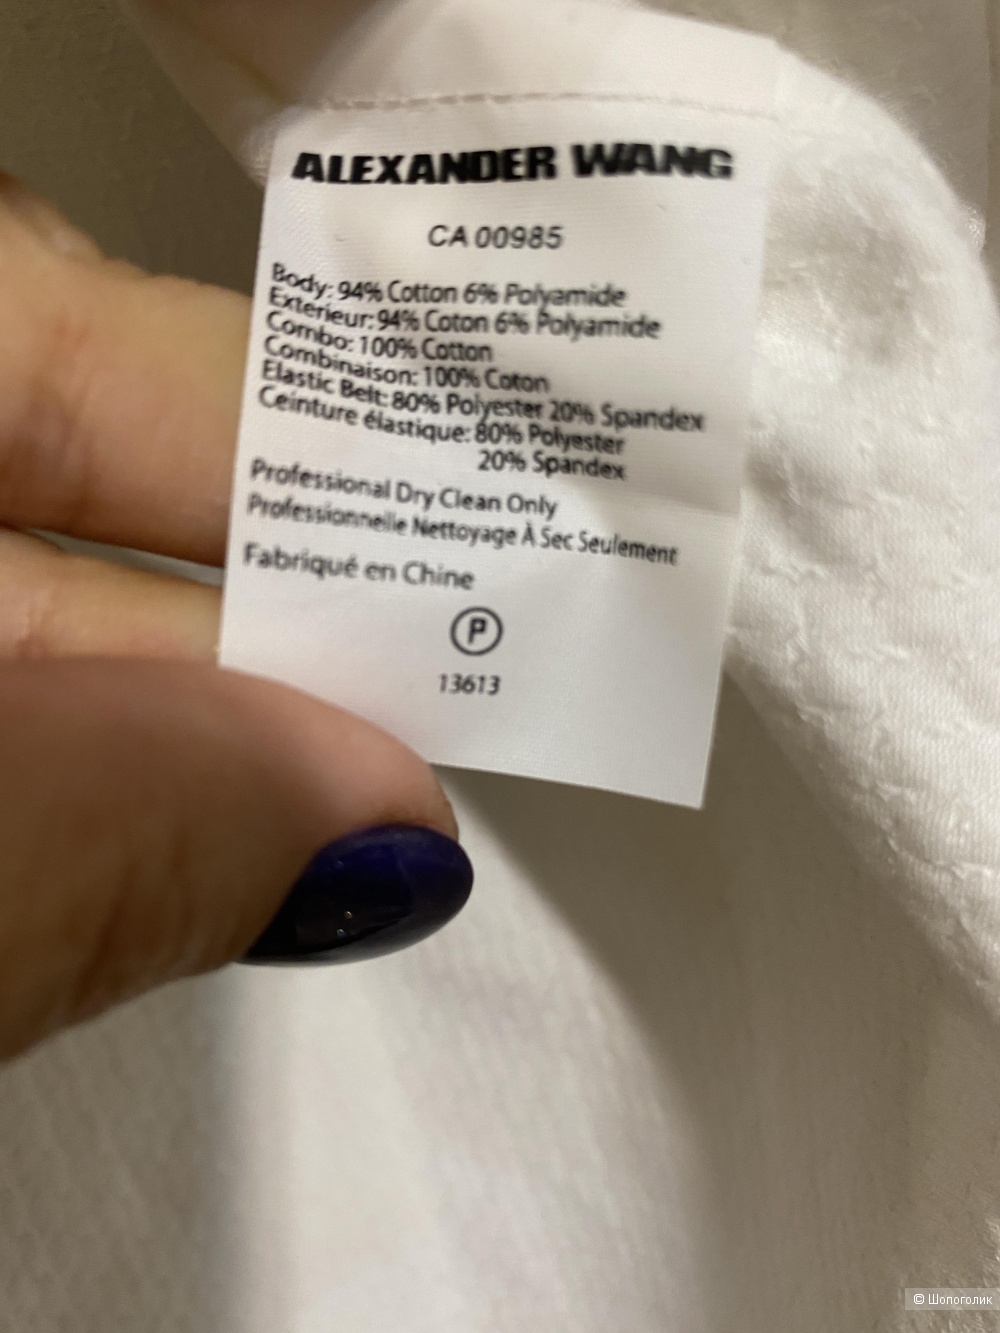 ALEXANDER WANG
CA 00985
Body: 94% Cotton 6% Polyamide
Exterieur: 94% Coton 6% Polyamide
Combo: 100% Cotton
Combinaison: 100% Coton
Elastic Belt: 80% Polyester 20% Spandex
Ceinture élastique: 80% Polyester
20% Spandex
Professional Dry Clean Only
Professionnelle Nettoyage À Sec Seulement
Fabriqué en Chine
P
13613
© Шопоголик